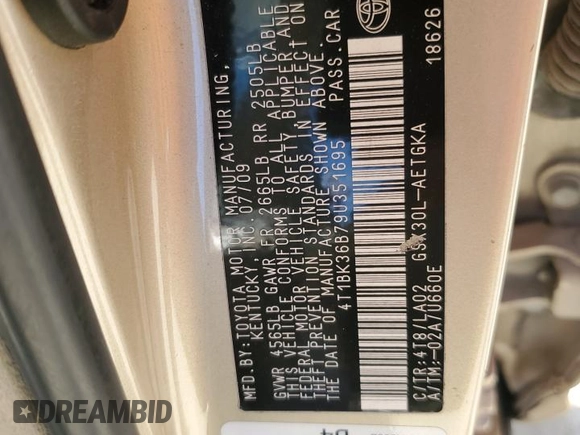 MFD.BY:TOYOTA MOTOR MANUFACTURING,
KENTUCKY, INC. 07/09
GVWR 4565LB GAWR FR 2665LB RR 2505LB
THIS VEHICLE CONFORMS TO ALL APPLICABLE
FEDERAL MOTOR VEHICLE SAFETY, BUMPER, AND
THEFT PREVENTION STANDARDS IN EFFECT ON
THE DATE OF MANUFACTURE SHOWN ABOVE.
4T1BK36B79U351695 PASS.CAR
C/TR:4T8/LA02 GSX30L-AETGKA
A/TM:-02A/U660E 18626
DREAMBID